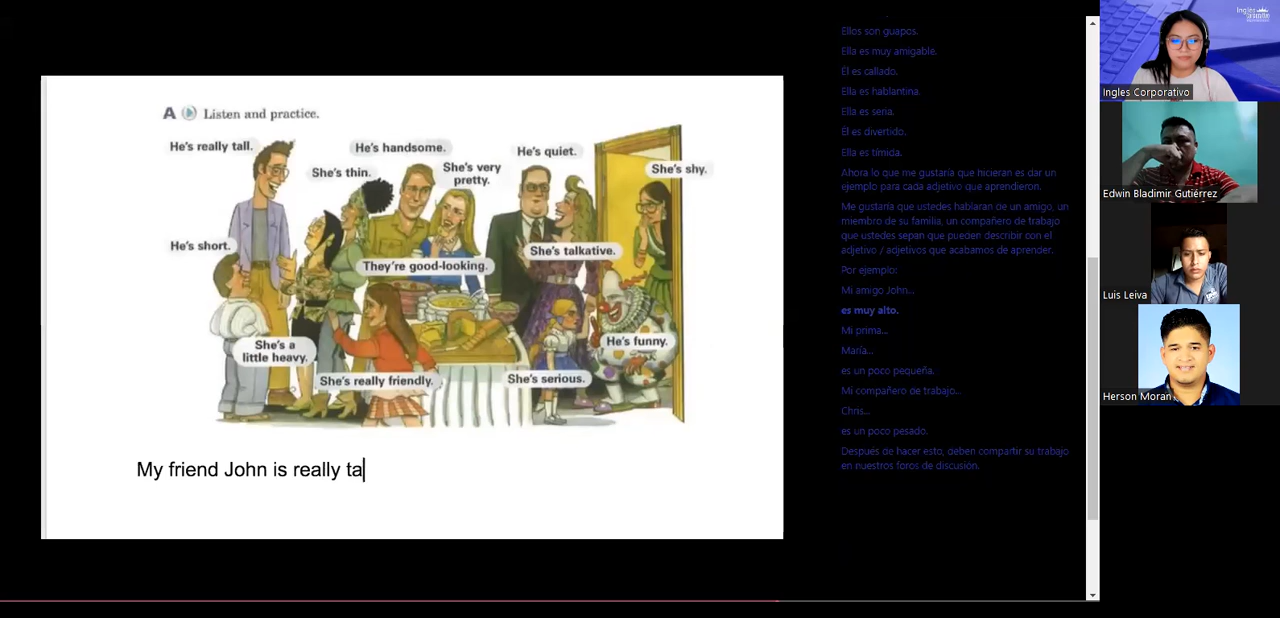 A Listen and practice.
He's really tall.
She's thin.
He's handsome.
She's very
pretty.
He's quiet.
She's shy.
He's short.
They're good-looking.
She's talkative.
She's a
little heavy.
She's really friendly.
She's serious.
He's funny.
My friend John is really ta
Ellos son guapos.
Ella es muy amigable.
Él es callado.
Ella es hablantina.
Ella es seria.
Él es divertido.
Ella es tímida.
Ahora lo que me gustaría que hicieran es dar un
ejemplo para cada adjetivo que aprendieron.
Me gustaría que ustedes hablaran de un amigo, un
miembro de su familia, un compañero de trabajo
que ustedes sepan que pueden describir con el
adjetivo / adjetivos que acabamos de aprender.
Por ejemplo:
Mi amigo John...
es muy alto.
Mi prima...
María...
es un poco pequeña.
Mi compañero de trabajo...
Chris...
es un poco pesado.
Después de hacer esto, deben compartir su trabajo
en nuestros foros de discusión.
Ingles Corporativo
Edwin Bladimir Gutiérrez
Luis Leiva
Herson Moran